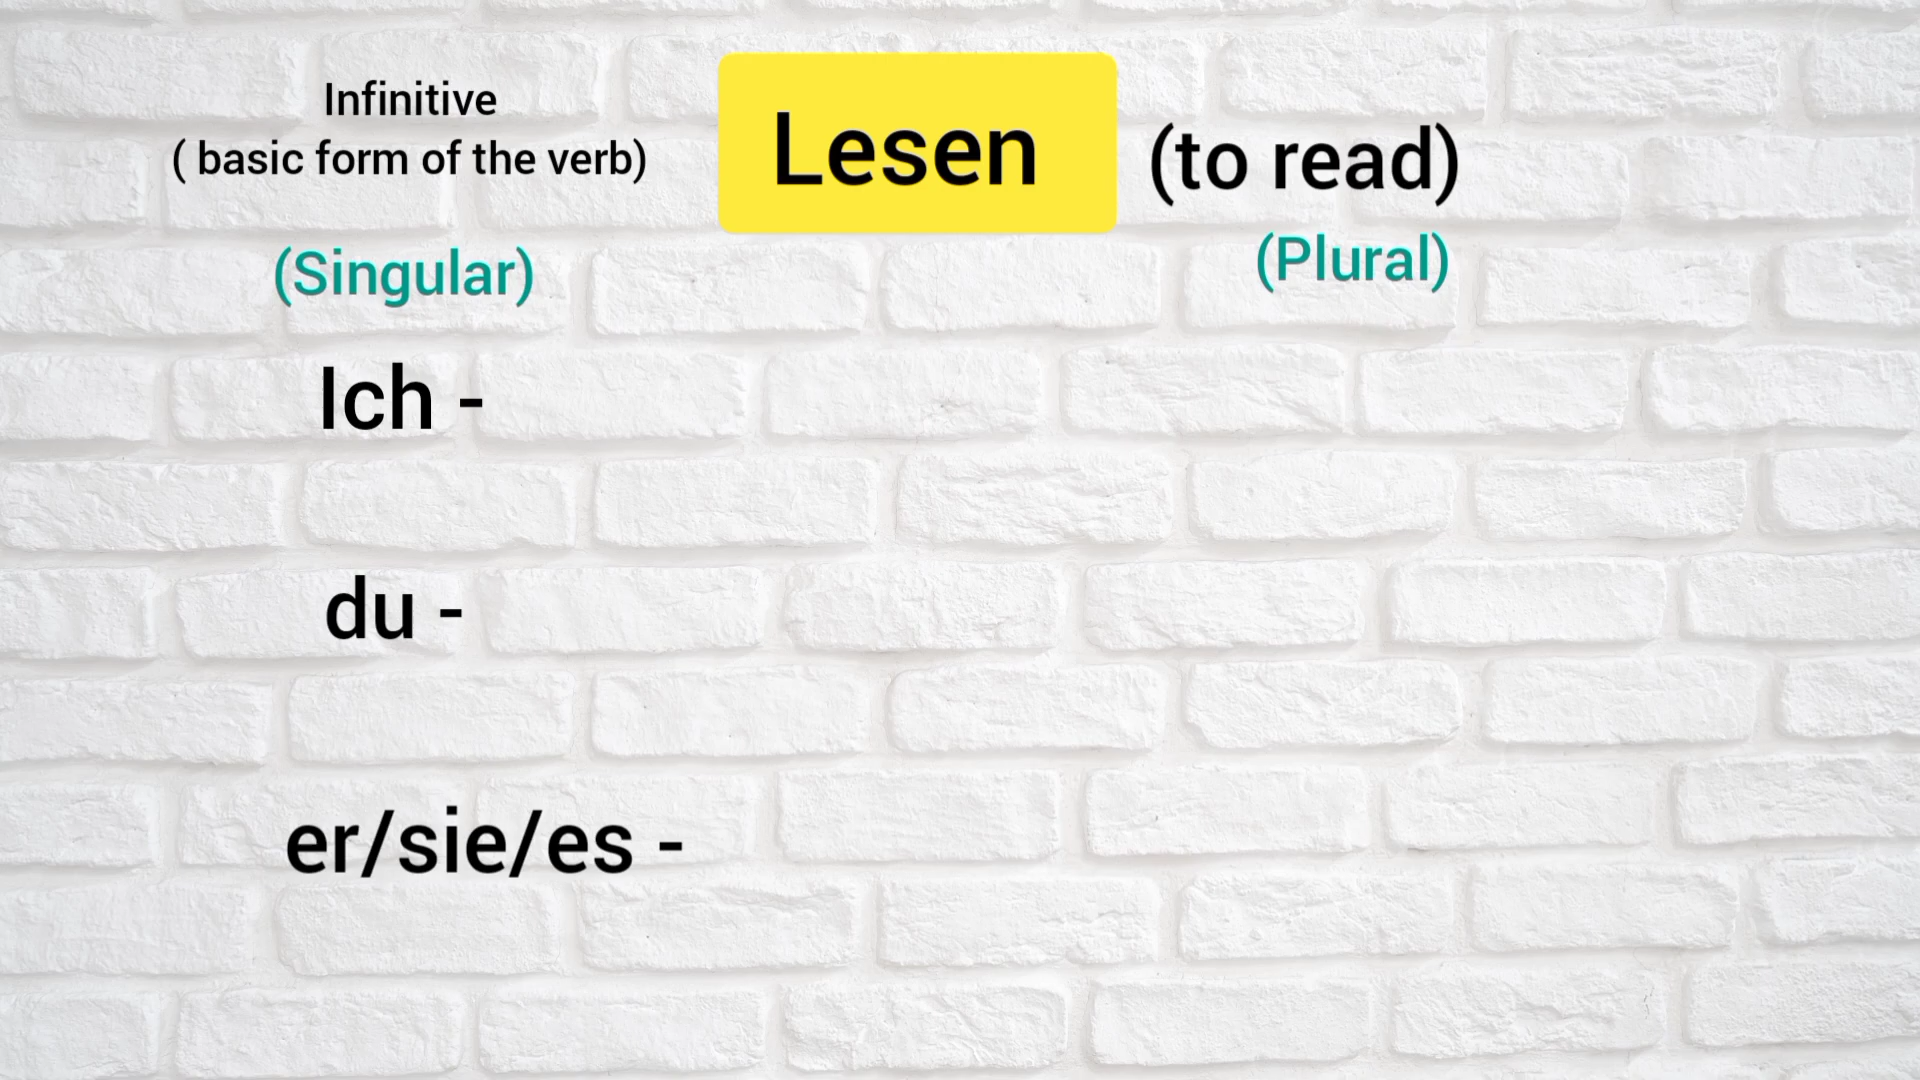 Infinitive
( basic form of the verb)
Lesen
(to read)
(Singular)
(Plural)
Ich -
du -
er/sie/es -